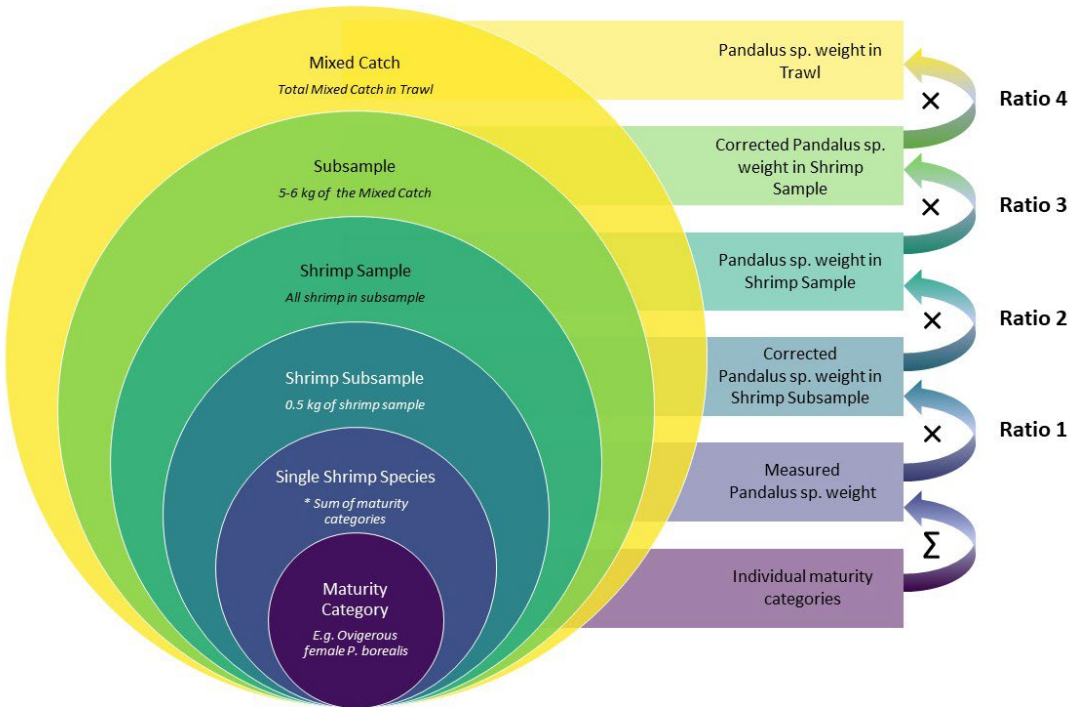 Mixed Catch
Total Mixed Catch in Trawl
Subsample
5-6 kg of the Mixed Catch
Shrimp Sample
All shrimp in subsample
Shrimp Subsample
0.5 kg of shrimp sample
Single Shrimp Species
* Sum of maturity
categories
Maturity
Category
E.g. Ovigerous
female P. borealis
Pandalus sp. weight in
Trawl
Corrected Pandalus sp.
weight in Shrimp
Sample
Pandalus sp. weight in
Shrimp Sample
Corrected
Pandalus sp. weight in
Shrimp Subsample
Measured
Pandalus sp. weight
Individual maturity
categories
×
Ratio 4
×
Ratio 3
×
Ratio 2
×
Ratio 1
Σ